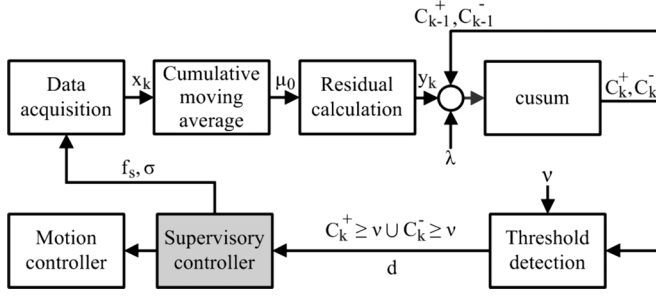 C⁺ₖ₋₁, C⁻ₖ₋₁
Data acquisition
xₖ
Cumulative moving average
μ₀
Residual calculation
yₖ
cusum
C⁺ₖ, C⁻ₖ
λ
fₛ, σ
ν
Motion controller
Supervisory controller
C⁺ₖ ≥ ν ∪ C⁻ₖ ≥ ν
d
Threshold detection